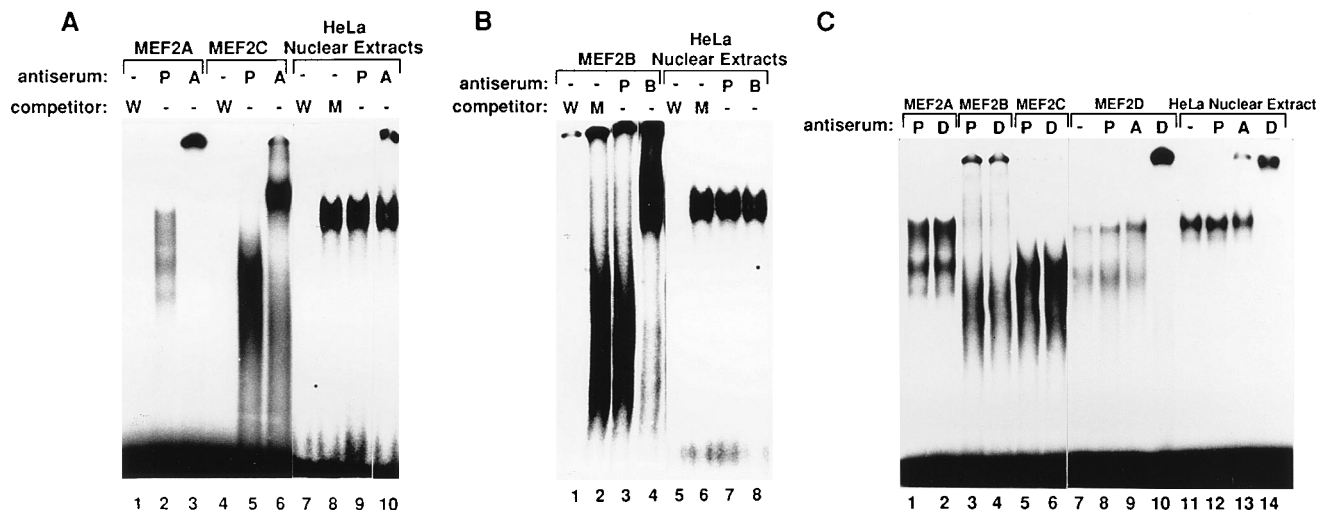 A
MEF2A MEF2C HeLa Nuclear Extracts
antiserum: - P A - P A - - P A
competitor: W - - W - - W M - -
1 2 3 4 5 6 7 8 9 10
B
MEF2B HeLa Nuclear Extracts
antiserum: - - P B - - P B
competitor: W M - - W M - -
1 2 3 4 5 6 7 8
C
MEF2A MEF2B MEF2C MEF2D HeLa Nuclear Extract
antiserum: P D P D P D - P A D - P A D
1 2 3 4 5 6 7 8 9 10 11 12 13 14